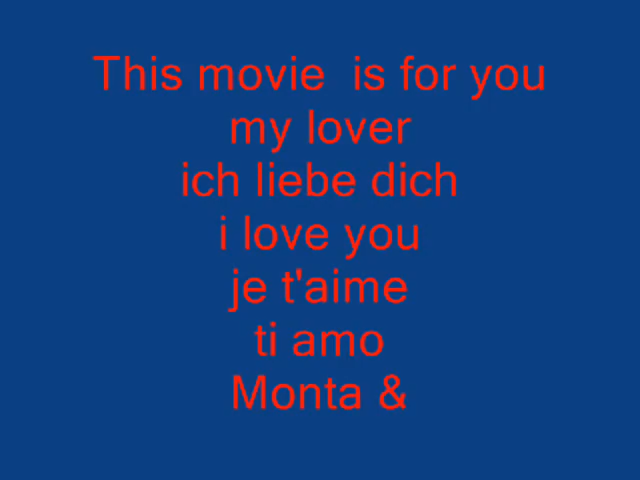 This movie  is for you
my lover
ich liebe dich
i love you
je t'aime
ti amo
Monta &